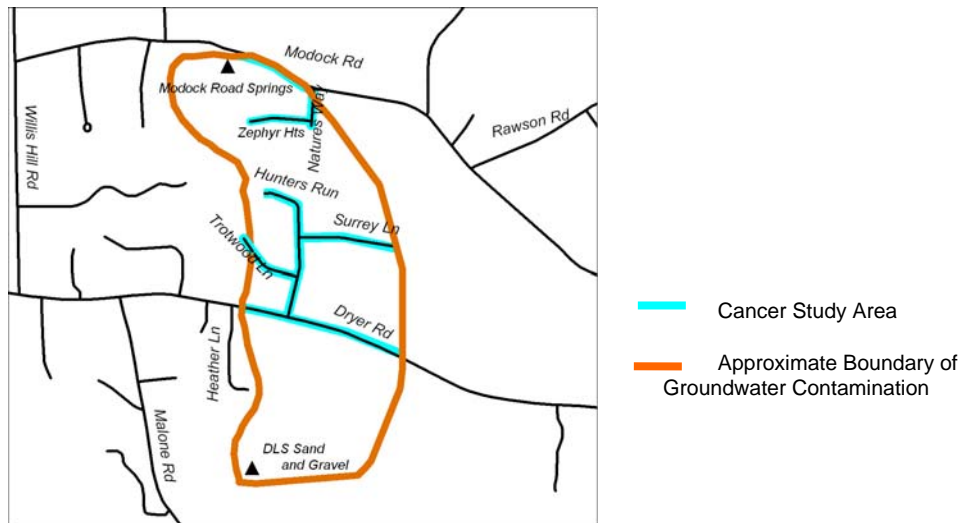 Modock Rd
Modock Road Springs
Rawson Rd
Zephyr Hts
Natures Way
Willis Hill Rd
Hunters Run
Surrey Ln
Trotwood Ln
Dryer Rd
Heather Ln
Malone Rd
DLS Sand
and Gravel
Cancer Study Area
Approximate Boundary of
Groundwater Contamination